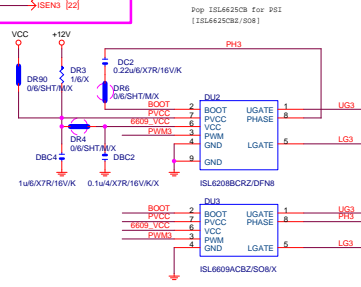 ISEN3 [22]
Pop ISL6625CB for PSI
[ISL6625CBZ/SO8]
VCC
+12V
PH3
DC2
0.22u/6/X7R/16V/K
DR90
0/6/SHT/M/X
DR3
1/6/X
DR6
0/6/SHT/M/X
DU2
BOOT 2 BOOT UGATE 1 UG3
PVCC 7 PVCC PHASE 8
6609_VCC 6 VCC
PWM3 3 PWM
4 GND LGATE 5 LG3
9 GND
ISL6208BCRZ/DFN8
DR4
0/6/SHT/M/X
DBC4
1u/6/X7R/16V/K
DBC2
0.1u/4/X7R/16V/K/X
DU3
BOOT 2 BOOT UGATE 1 UG3
PVCC 7 PVCC PHASE 8 PH3
6609_VCC 6 VCC
PWM3 3 PWM
4 GND LGATE 5 LG3
ISL6609ACBZ/SO8/X